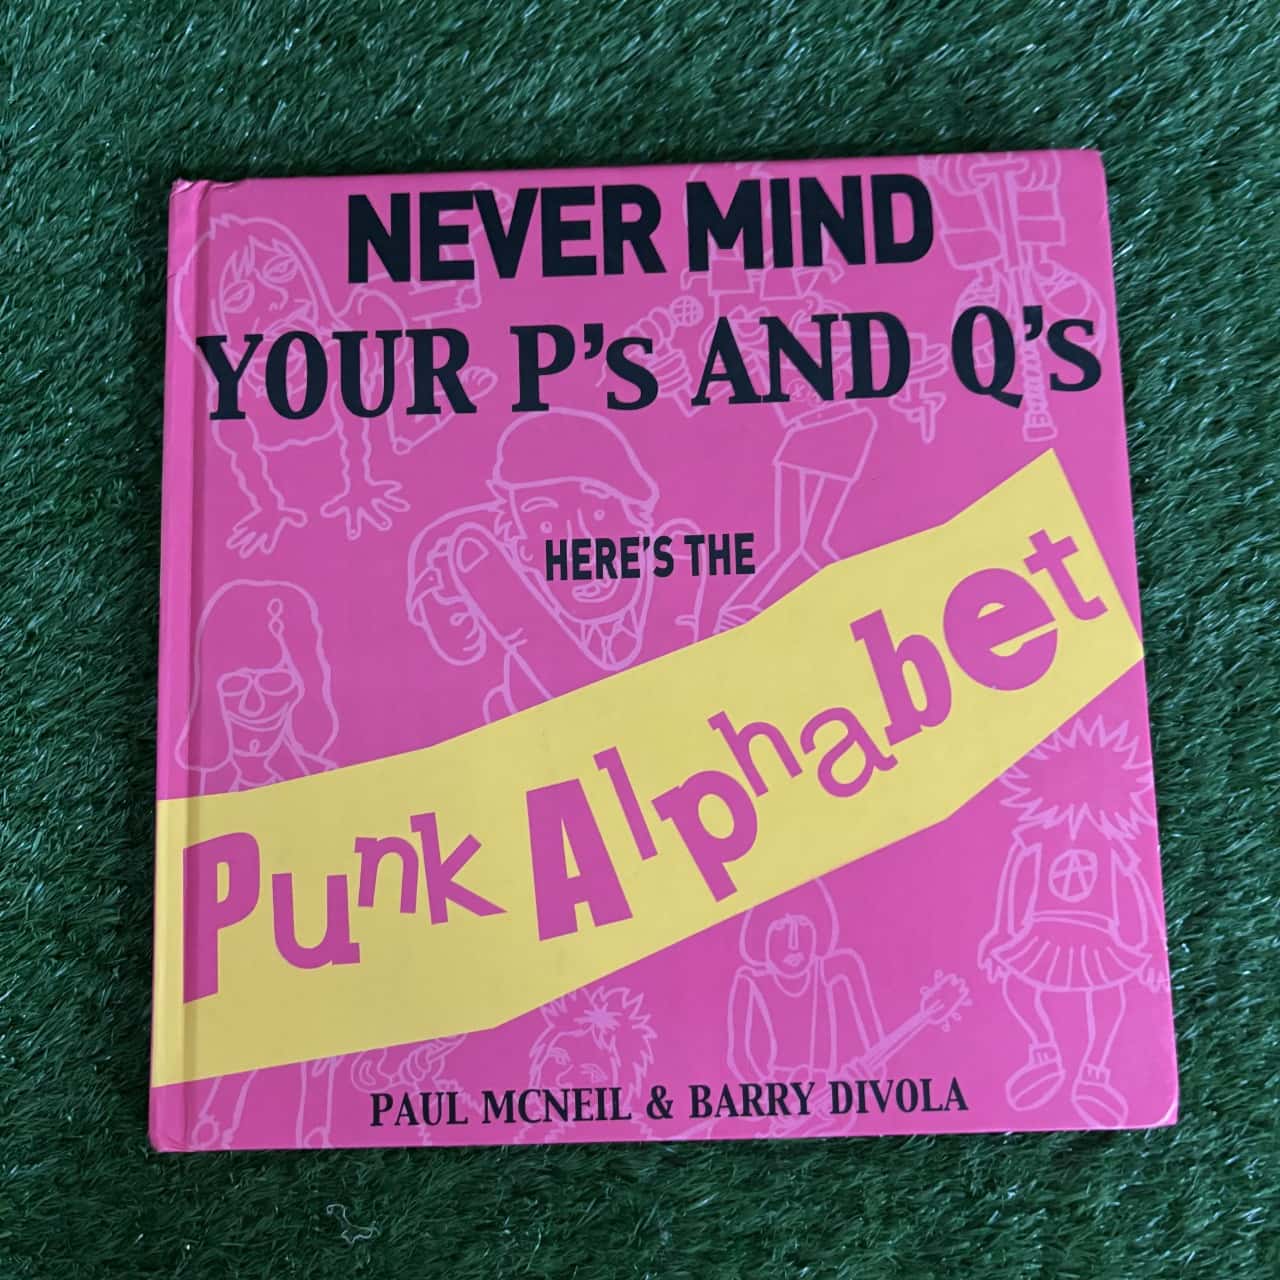 NEVER MIND
YOUR P's AND Q's
HERE'S THE
Punk Alphabet
PAUL MCNEIL & BARRY DIVOLA